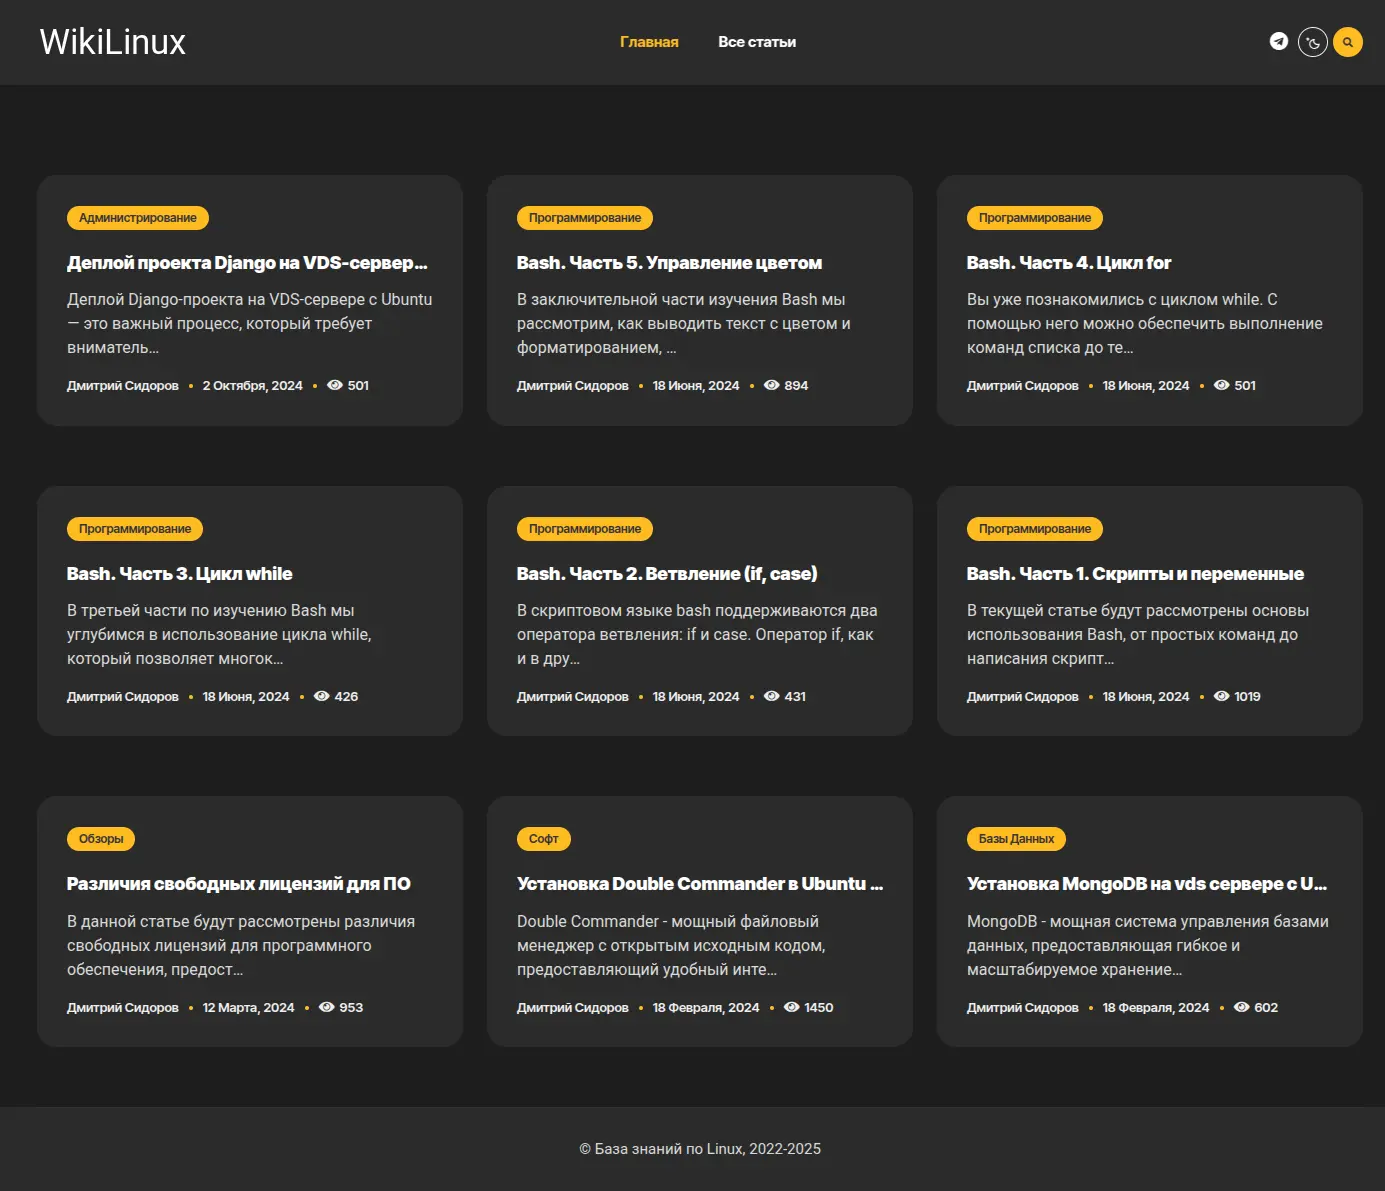 WikiLinux
Главная
Все статьи
Администрирование
Деплой проекта Django на VDS-сервер...
Деплой Django-проекта на VDS-сервере с Ubuntu
— это важный процесс, который требует
вниматель...
Дмитрий Сидоров • 2 Октября, 2024 • 501
Программирование
Bash. Часть 5. Управление цветом
В заключительной части изучения Bash мы
рассмотрим, как выводить текст с цветом и
форматированием, ...
Дмитрий Сидоров • 18 Июня, 2024 • 894
Программирование
Bash. Часть 4. Цикл for
Вы уже познакомились с циклом while. С
помощью него можно обеспечить выполнение
команд списка до те...
Дмитрий Сидоров • 18 Июня, 2024 • 501
Программирование
Bash. Часть 3. Цикл while
В третьей части по изучению Bash мы
углубимся в использование цикла while,
который позволяет многок...
Дмитрий Сидоров • 18 Июня, 2024 • 426
Программирование
Bash. Часть 2. Ветвление (if, case)
В скриптовом языке bash поддерживаются два
оператора ветвления: if и case. Оператор if, как
и в дру...
Дмитрий Сидоров • 18 Июня, 2024 • 431
Программирование
Bash. Часть 1. Скрипты и переменные
В текущей статье будут рассмотрены основы
использования Bash, от простых команд до
написания скрипт...
Дмитрий Сидоров • 18 Июня, 2024 • 1019
Обзоры
Различия свободных лицензий для ПО
В данной статье будут рассмотрены различия
свободных лицензий для программного
обеспечения, предост...
Дмитрий Сидоров • 12 Марта, 2024 • 953
Софт
Установка Double Commander в Ubuntu ...
Double Commander - мощный файловый
менеджер с открытым исходным кодом,
предоставляющий удобный инте...
Дмитрий Сидоров • 18 Февраля, 2024 • 1450
Базы Данных
Установка MongoDB на vds сервере с U...
MongoDB - мощная система управления базами
данных, предоставляющая гибкое и
масштабируемое хранение...
Дмитрий Сидоров • 18 Февраля, 2024 • 602
© База знаний по Linux, 2022-2025